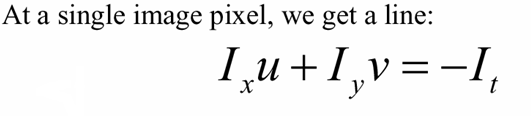 At a single image pixel, we get a line:
I_x u + I_y v = -I_t